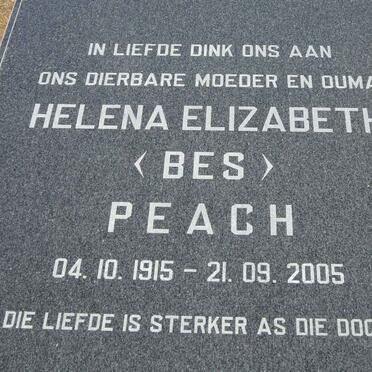 IN LIEFDE DINK ONS AAN
ONS DIERBARE MOEDER EN OUMA
HELENA ELIZABETH
<BES>
PEACH
04. 10. 1915 - 21. 09. 2005
DIE LIEFDE IS STERKER AS DIE DOO